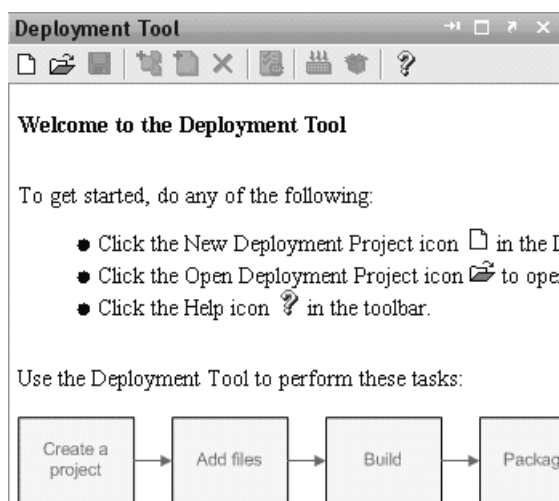 Deployment Tool
Welcome to the Deployment Tool
To get started, do any of the following:
Click the New Deployment Project icon in the
Click the Open Deployment Project icon to
Click the Help icon in the toolbar.
Use the Deployment Tool to perform these tasks:
Create a project
Add files
Build